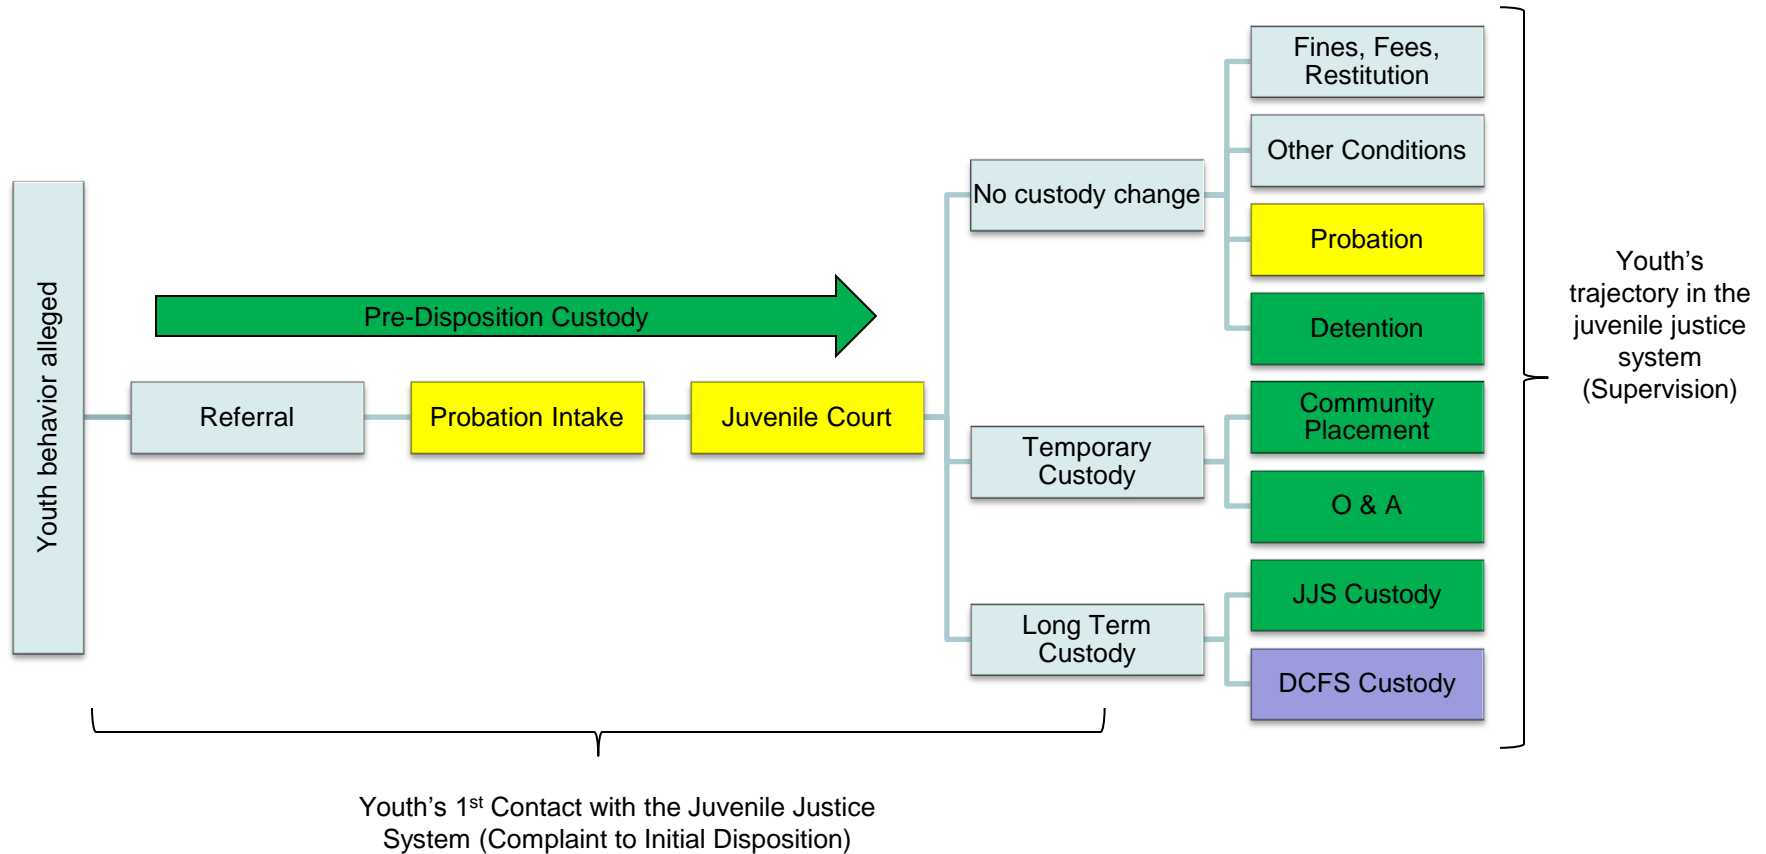 Youth behavior alleged
Pre-Disposition Custody
Referral
Probation Intake
Juvenile Court
No custody change
Temporary
Custody
Long Term
Custody
Fines, Fees,
Restitution
Other Conditions
Probation
Detention
Community
Placement
O & A
JJS Custody
DCFS Custody
Youth’s
trajectory in the
juvenile justice
system
(Supervision)
Youth’s 1st Contact with the Juvenile Justice
System (Complaint to Initial Disposition)